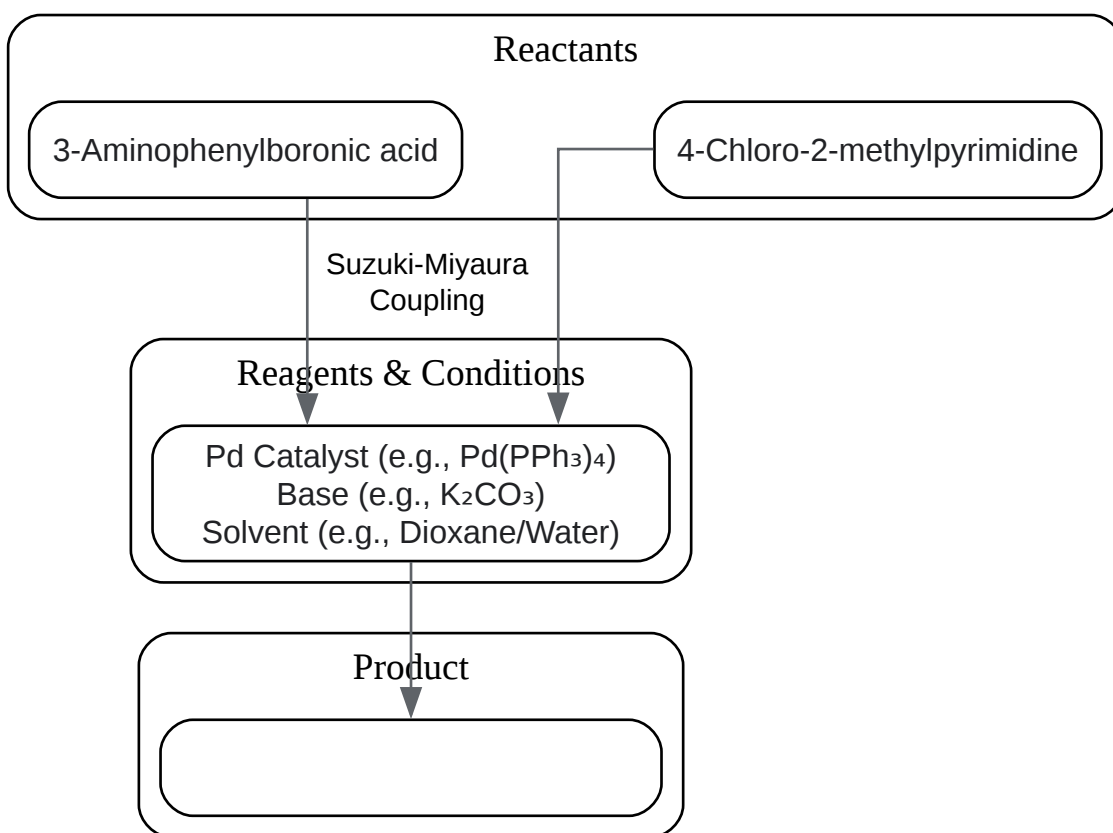 Reactants
3-Aminophenylboronic acid
4-Chloro-2-methylpyrimidine
Suzuki-Miyaura
Coupling
Reagents & Conditions
Pd Catalyst (e.g., Pd(PPh₃)₄)
Base (e.g., K₂CO₃)
Solvent (e.g., Dioxane/Water)
Product